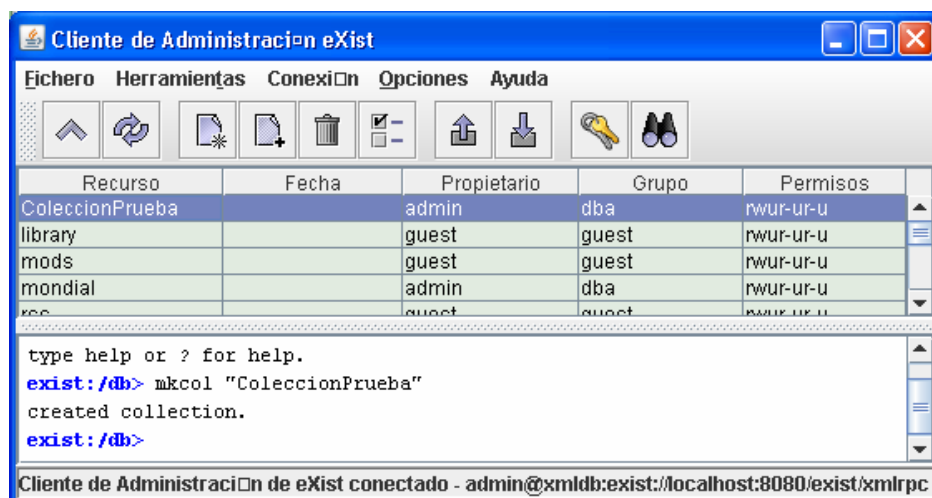 Cliente de Administraci¤n eXist
Fichero Herramientas Conexi□n Opciones Ayuda
Recurso Fecha Propietario Grupo Permisos
ColeccionPrueba admin dba rwur-ur-u
library guest guest rwur-ur-u
mods guest guest rwur-ur-u
mondial admin dba rwur-ur-u
type help or ? for help.
exist:/db> mkcol "ColeccionPrueba"
created collection.
exist:/db>
Cliente de Administraci□n de eXist conectado - admin@xmldb:exist://localhost:8080/exist/xmlrpc